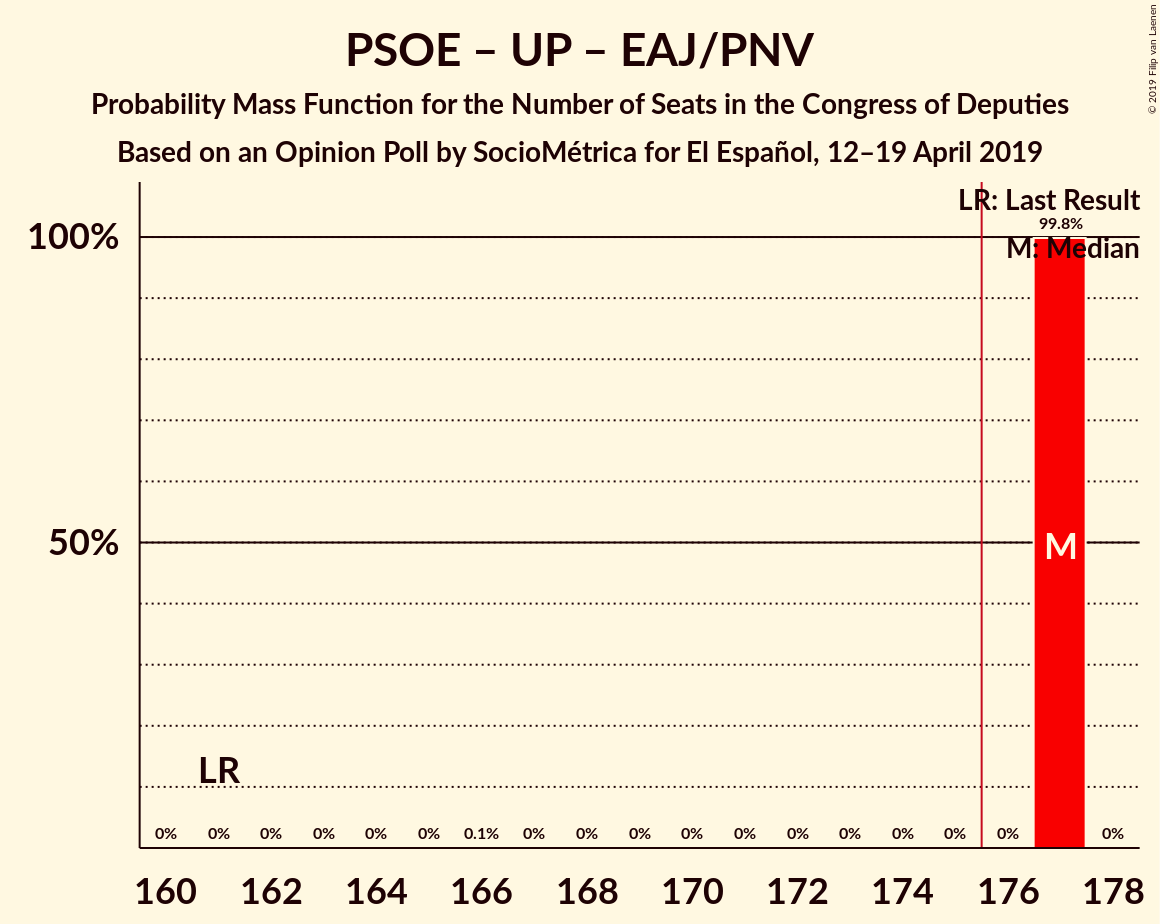 PSOE – UP – EAJ/PNV
Probability Mass Function for the Number of Seats in the Congress of Deputies
Based on an Opinion Poll by SocioMétrica for El Español, 12–19 April 2019
© 2019 Filip van Laenen
LR: Last Result
99.8%
100%
M: Median
50%
M
LR
0% 0% 0% 0% 0% 0% 0.1% 0% 0% 0% 0% 0% 0% 0% 0% 0% 0% 0%
160 162 164 166 168 170 172 174 176 178